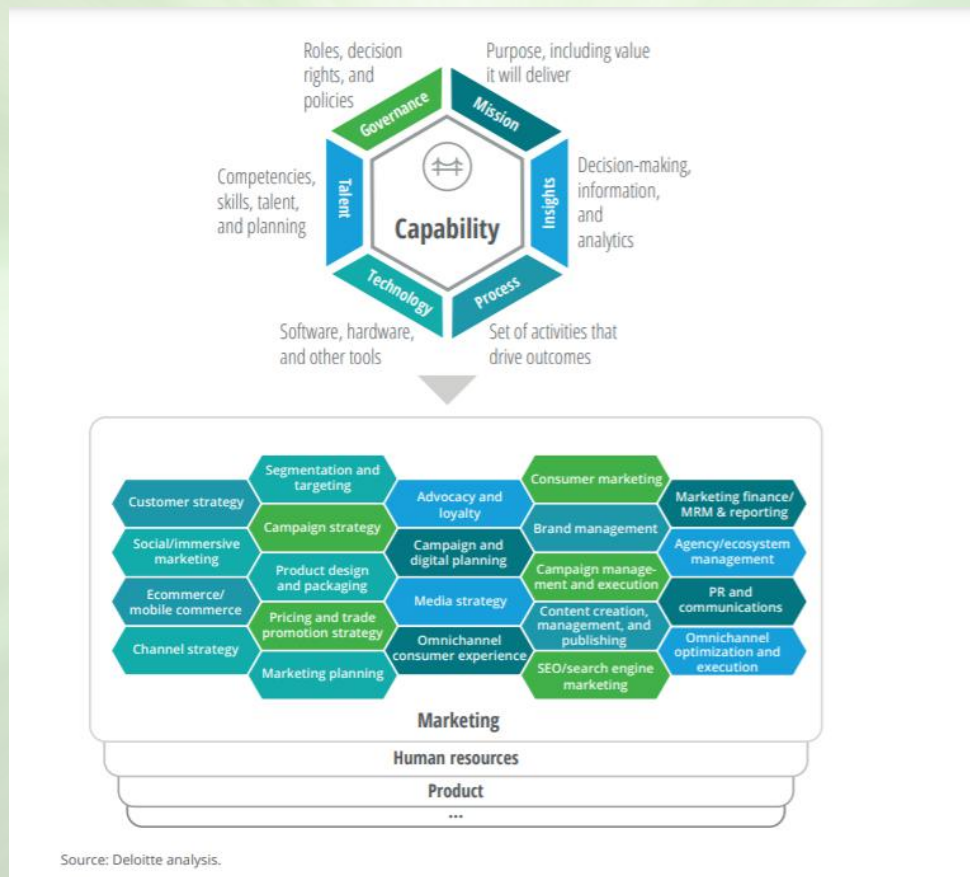 Roles, decision
rights, and
policies
Purpose, including value
it will deliver
Governance
Mission
Competencies,
skills, talent,
and planning
Talent
Capability
Insights
Decision-making,
information,
and
analytics
Technology
Process
Software, hardware,
and other tools
Set of activities that
drive outcomes
Customer strategy
Social/immersive
marketing
Ecommerce/
mobile commerce
Channel strategy
Segmentation and
targeting
Campaign strategy
Product design
and packaging
Pricing and trade
promotion strategy
Marketing planning
Advocacy and
loyalty
Campaign and
digital planning
Media strategy
Omnichannel
consumer experience
Consumer marketing
Brand management
Campaign manage-
ment and execution
Content creation,
management, and
publishing
SEO/search engine
marketing
Marketing finance/
MRM & reporting
Agency/ecosystem
management
PR and
communications
Omnichannel
optimization and
execution
Marketing
Human resources
Product
...
Source: Deloitte analysis.